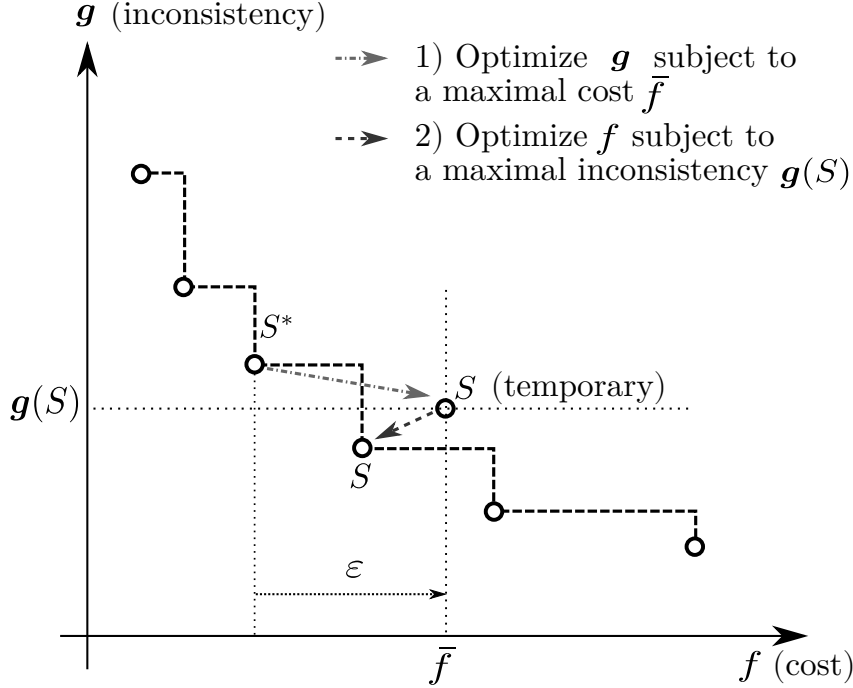 g (inconsistency)
1) Optimize g subject to
a maximal cost f̄
2) Optimize f subject to
a maximal inconsistency g(S)
S*
S (temporary)
g(S)
S
ε
f̄
f (cost)